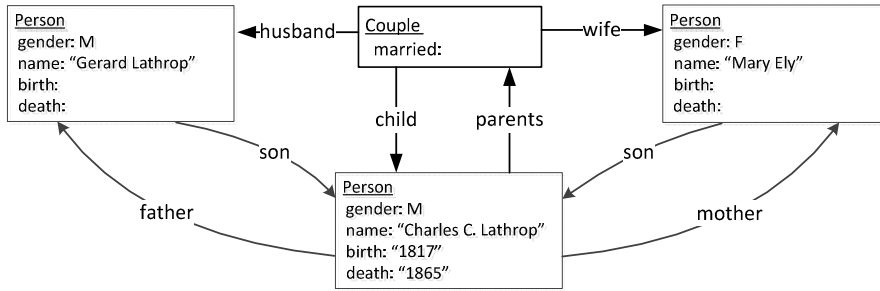 Person
gender: M
name: “Gerard Lathrop”
birth:
death:
husband
Couple
married:
wife
Person
gender: F
name: “Mary Ely”
birth:
death:
child
parents
son
son
father
mother
Person
gender: M
name: “Charles C. Lathrop”
birth: “1817”
death: “1865”